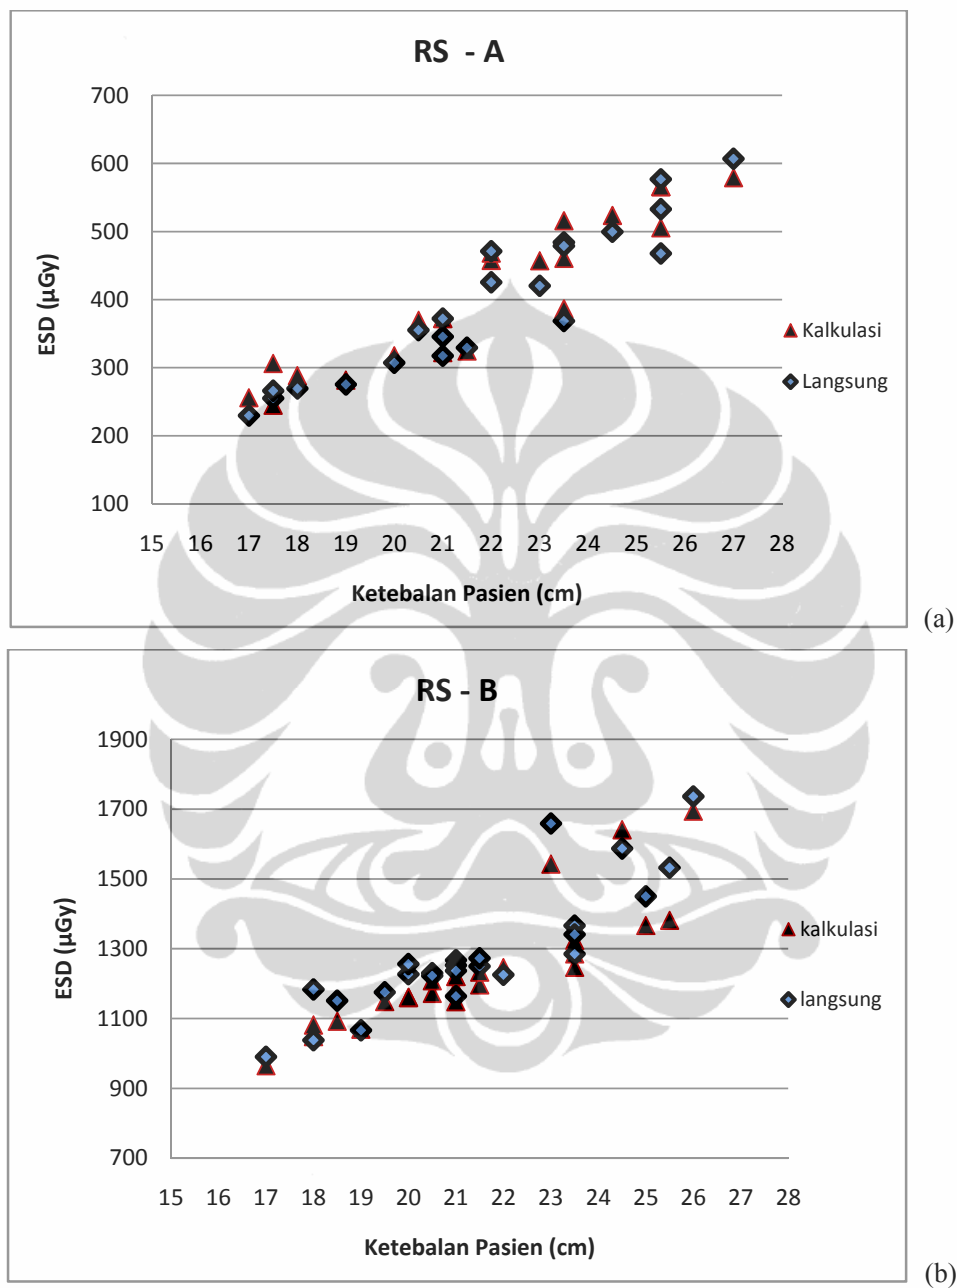 RS - A
700
600
500
400
300
200
100
ESD (µGy)
15 16 17 18 19 20 21 22 23 24 25 26 27 28
Ketebalan Pasien (cm)
Kalkulasi
Langsung
(a)
RS - B
1900
1700
1500
1300
1100
900
700
ESD (µGy)
15 16 17 18 19 20 21 22 23 24 25 26 27 28
Ketebalan Pasien (cm)
kalkulasi
langsung
(b)